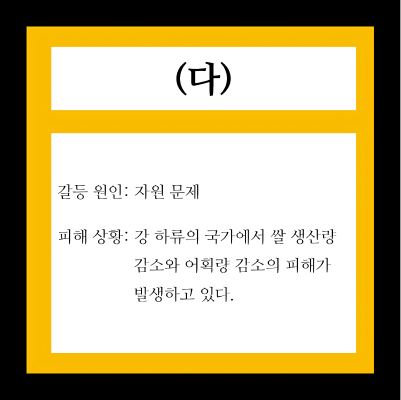 (다)
갈등 원인: 자원 문제
피해 상황: 강 하류의 국가에서 쌀 생산량
감소와 어획량 감소의 피해가
발생하고 있다.